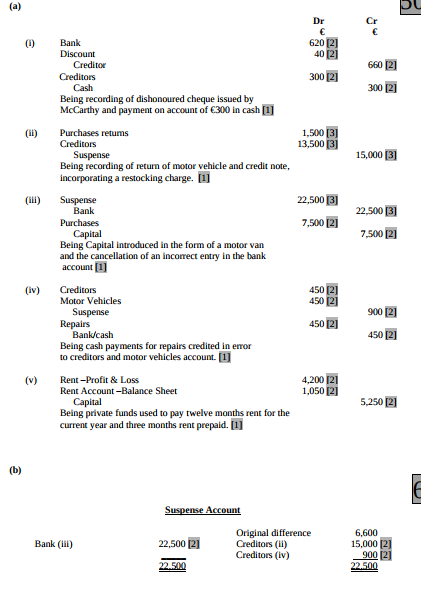 (a)
Dr Cr
€ €
(i) Bank 620 [2]
Discount 40 [2]
Creditor 660 [2]
Creditors 300 [2]
Cash 300 [2]
Being recording of dishonoured cheque issued by
McCarthy and payment on account of €300 in cash [1]
(ii) Purchases returns 1,500 [3]
Creditors 13,500 [3]
Suspense 15,000 [3]
Being recording of return of motor vehicle and credit note,
incorporating a restocking charge. [1]
(iii) Suspense 22,500 [3]
Bank 22,500 [3]
Purchases 7,500 [2]
Capital 7,500 [2]
Being Capital introduced in the form of a motor van
and the cancellation of an incorrect entry in the bank
account [1]
(iv) Creditors 450 [2]
Motor Vehicles 450 [2]
Suspense 900 [2]
Repairs 450 [2]
Bank/cash 450 [2]
Being cash payments for repairs credited in error
to creditors and motor vehicles account. [1]
(v) Rent –Profit & Loss 4,200 [2]
Rent Account –Balance Sheet 1,050 [2]
Capital 5,250 [2]
Being private funds used to pay twelve months rent for the
current year and three months rent prepaid. [1]
(b)
6
Suspense Account
Original difference 6,600
Bank (iii) 22,500 [2] Creditors (ii) 15,000 [2]
Creditors (iv) 900 [2]
22,500 22,500